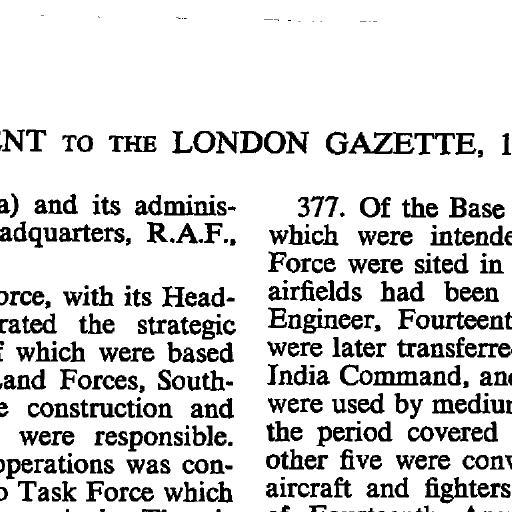 ENT TO THE LONDON GAZETTE, 1
a) and its adminis-
adquarters, R.A.F.,
orce, with its Head-
rated the strategic
f which were based
Land Forces, South-
e construction and
were responsible.
operations was con-
o Task Force which
377. Of the Base
which were intende
Force were sited in
airfields had been
Engineer, Fourteent
were later transferre
India Command, and
were used by medium
the period covered
other five were conv
aircraft and fighters
of Fourteenth